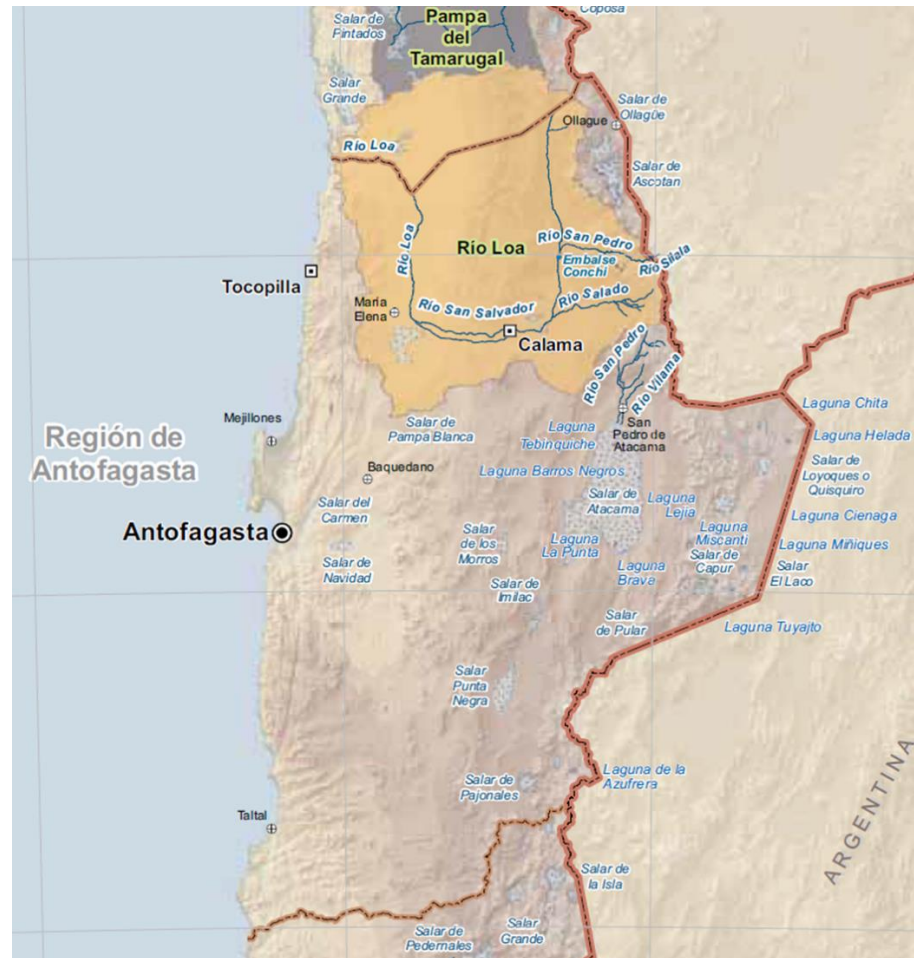 Coposa
Pampa
del
Tamarugal
Salar de
Pintados
Salar
Grande
Salar de
Ollagüe
Ollague
Río Loa
Salar de
Ascotan
Río Loa
Río Loa
Río San Pedro
Río Silala
Embalse
Conchi
Tocopilla
Río Salado
María
Elena
Río San Salvador
Calama
Río San Pedro
Río Vilama
Laguna Chita
Mejillones
Salar de
Pampa Blanca
Laguna
Tebinquiche
San
Pedro de
Atacama
Laguna Helada
Región de
Antofagasta
Baquedano
Laguna Barros Negros
Salar de
Loyoques o
Quisquiro
Salar del
Carmen
Salar de
Atacama
Laguna
Lejia
Laguna Cienaga
Antofagasta
Salar
de los
Morros
Laguna
La Punta
Laguna
Miscanti
Laguna Miñiques
Salar de
Navidad
Salar de
Capur
Salar
El Laco
Laguna
Brava
Salar de
Imilac
Salar
de Pular
Laguna Tuyajto
Salar
Punta
Negra
Laguna de la
Azufrera
Salar de
Pajonales
Taltal
ARGENTINA
Salar de
la Isla
Salar de
Pedernales
Salar
Grande